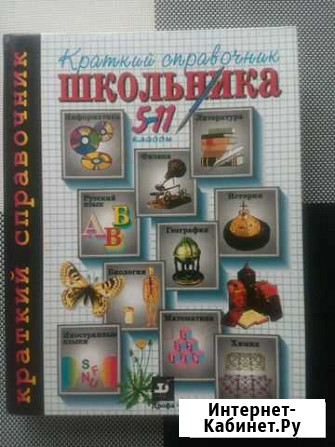 краткий справочник
Краткий справочник
ШКОЛЬНИКА
5-11
классы
Информатика
Литература
Физика
Русский
язык
История
География
Биология
Иностранные
языки
Математика
Химия
Дрофа
Интернет-
Кабинет.Ру